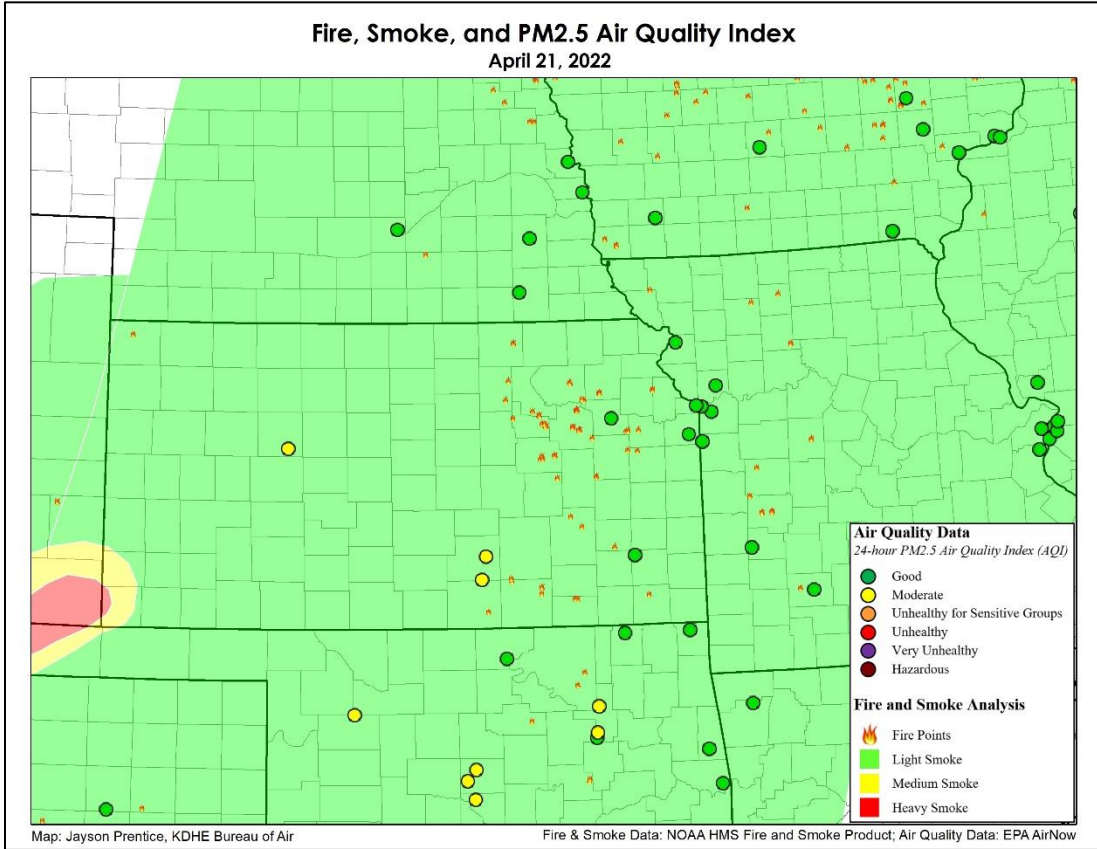 Fire, Smoke, and PM2.5 Air Quality Index
April 21, 2022
Air Quality Data
24-hour PM2.5 Air Quality Index (AQI)
Good
Moderate
Unhealthy for Sensitive Groups
Unhealthy
Very Unhealthy
Hazardous
Fire and Smoke Analysis
Fire Points
Light Smoke
Medium Smoke
Heavy Smoke
Map: Jayson Prentice, KDHE Bureau of Air
Fire & Smoke Data: NOAA HMS Fire and Smoke Product; Air Quality Data: EPA AirNow